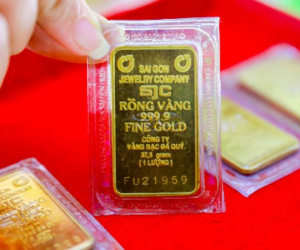 SAI GON
JEWELRY COMPANY
SJC
RỒNG VÀNG
999.9
FINE GOLD
CÔNG TY
VÀNG BẠC ĐÁ QUÝ.
37,5 gram
(1 LƯỢNG)
FU21959